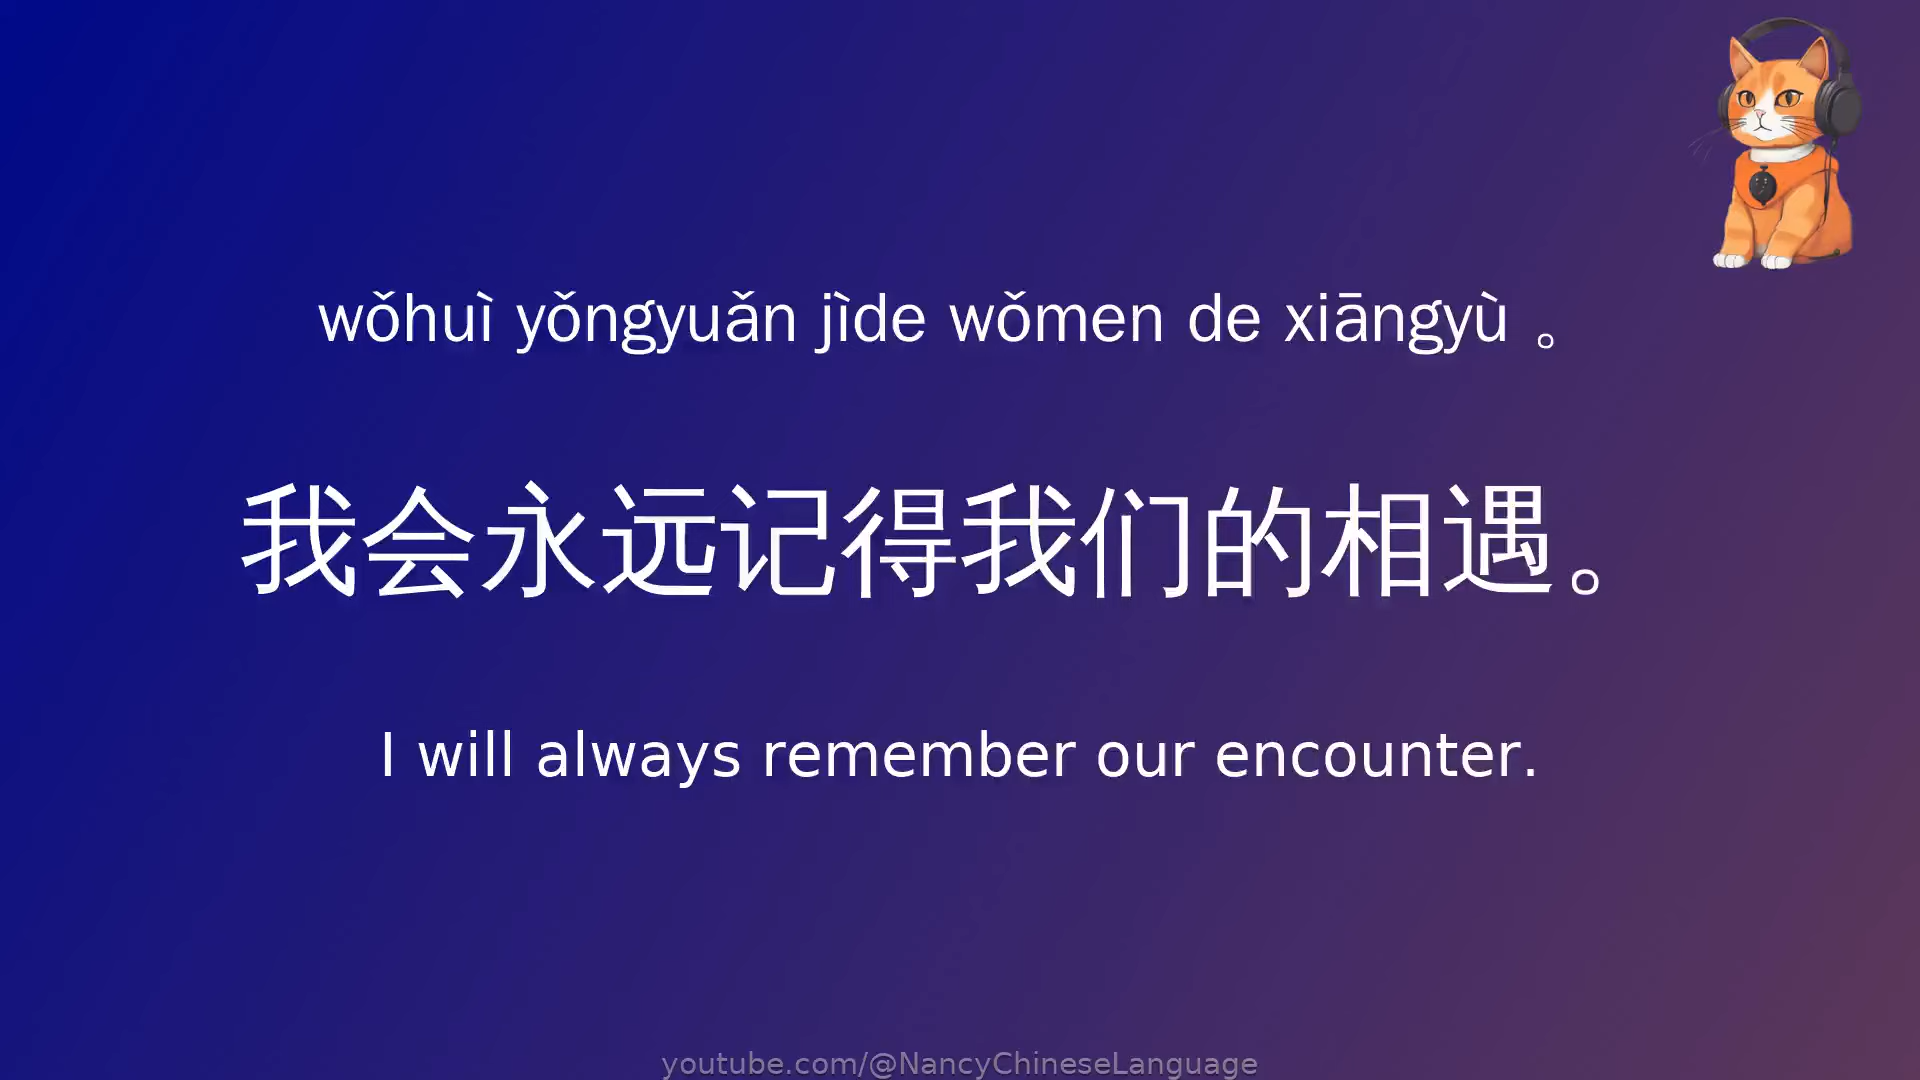 wǒhuì yǒngyuǎn jìde wǒmen de xiāngyù 。
我会永远记得我们的相遇。
I will always remember our encounter.
youtube.com/@NancyChineseLanguage